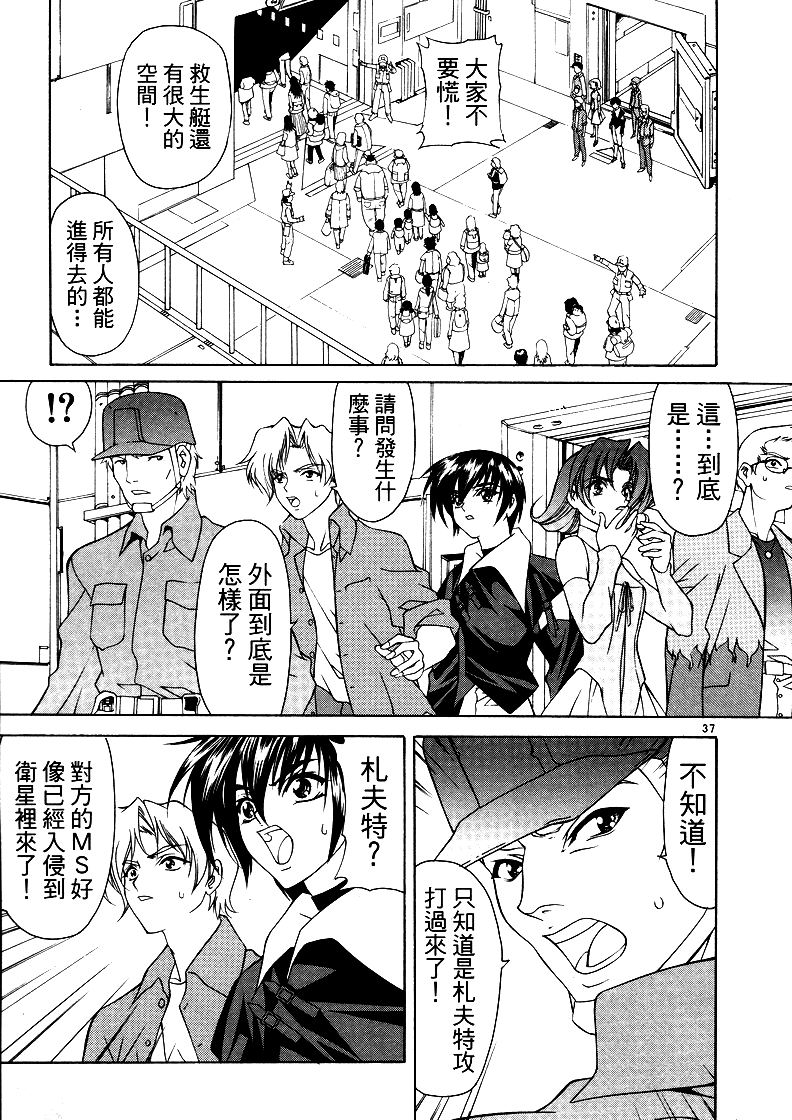 大家不
要慌！
救生艇還
有很大的
空間！
所有人都能
進得去的…
這…到底
是……？
請問發生什
麼事？
外面到底是
怎樣了？
!?
37
不知道！
只知道是札夫特攻
打過來了！
札夫特？
對方的ＭＳ好
像已經入侵到
衛星裡來了！